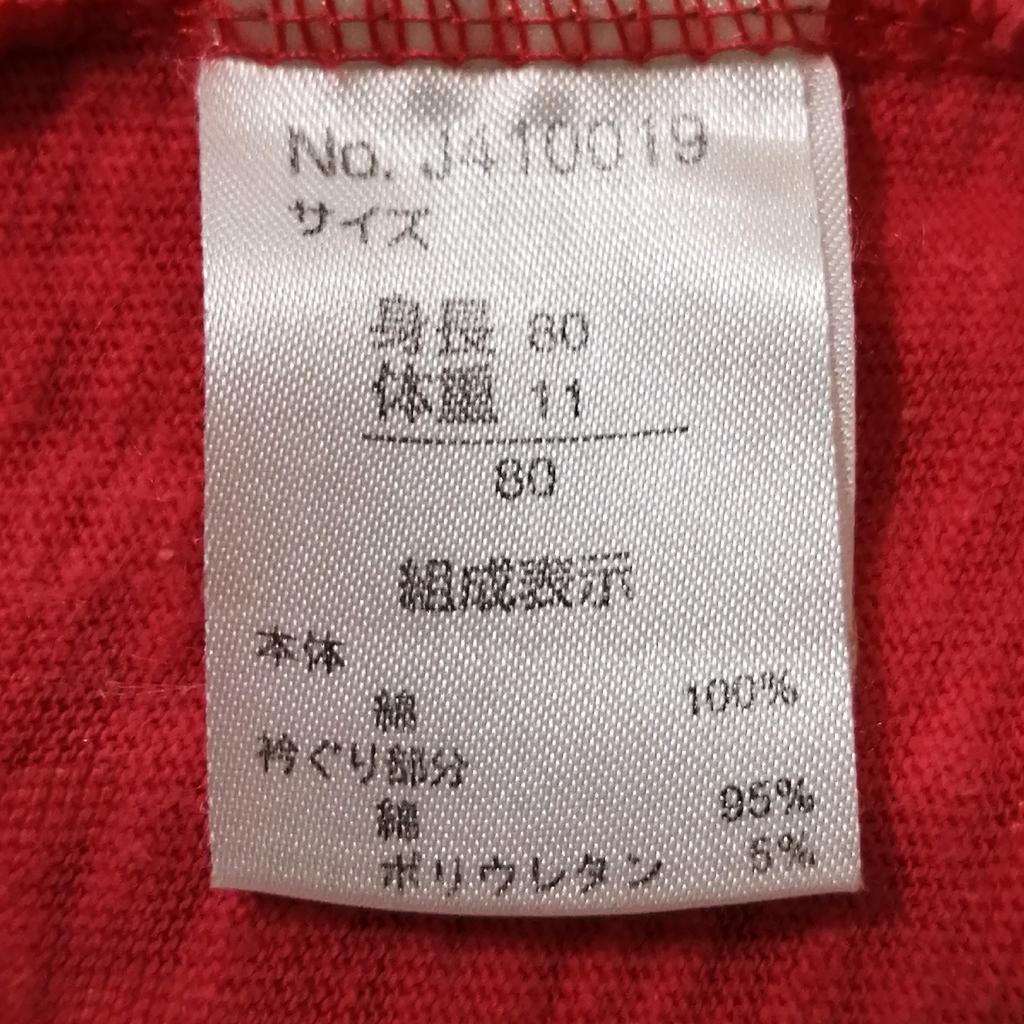 No. J410019
サイズ
身長 80
体重 11
80
組成表示
本体
綿 100%
衿ぐり部分
綿 95%
ポリウレタン 5%